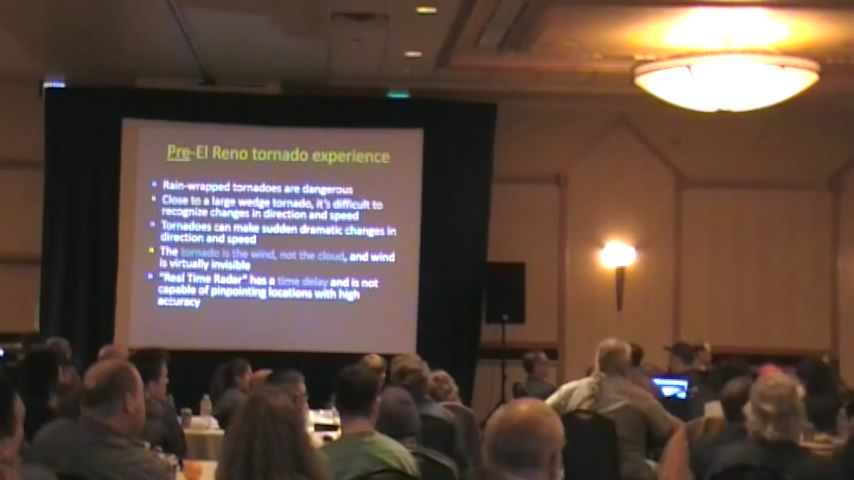 Pre-El Reno tornado experience
Rain-wrapped tornadoes are dangerous
Close to a large wedge tornado, it's difficult to
recognize changes in direction and speed
Tornadoes can make sudden dramatic changes in
direction and speed
The tornado is the wind, not the cloud, and wind
is virtually invisible
"Real Time Radar" has a time delay and is not
capable of pinpointing locations with high
accuracy